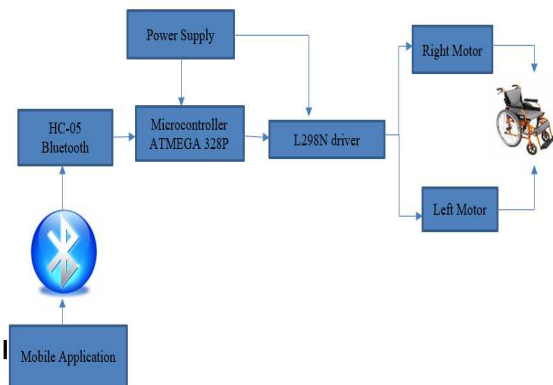 Power Supply
Right Motor
HC-05
Bluetooth
Microcontroller
ATMEGA 328P
L298N driver
Left Motor
Mobile Application